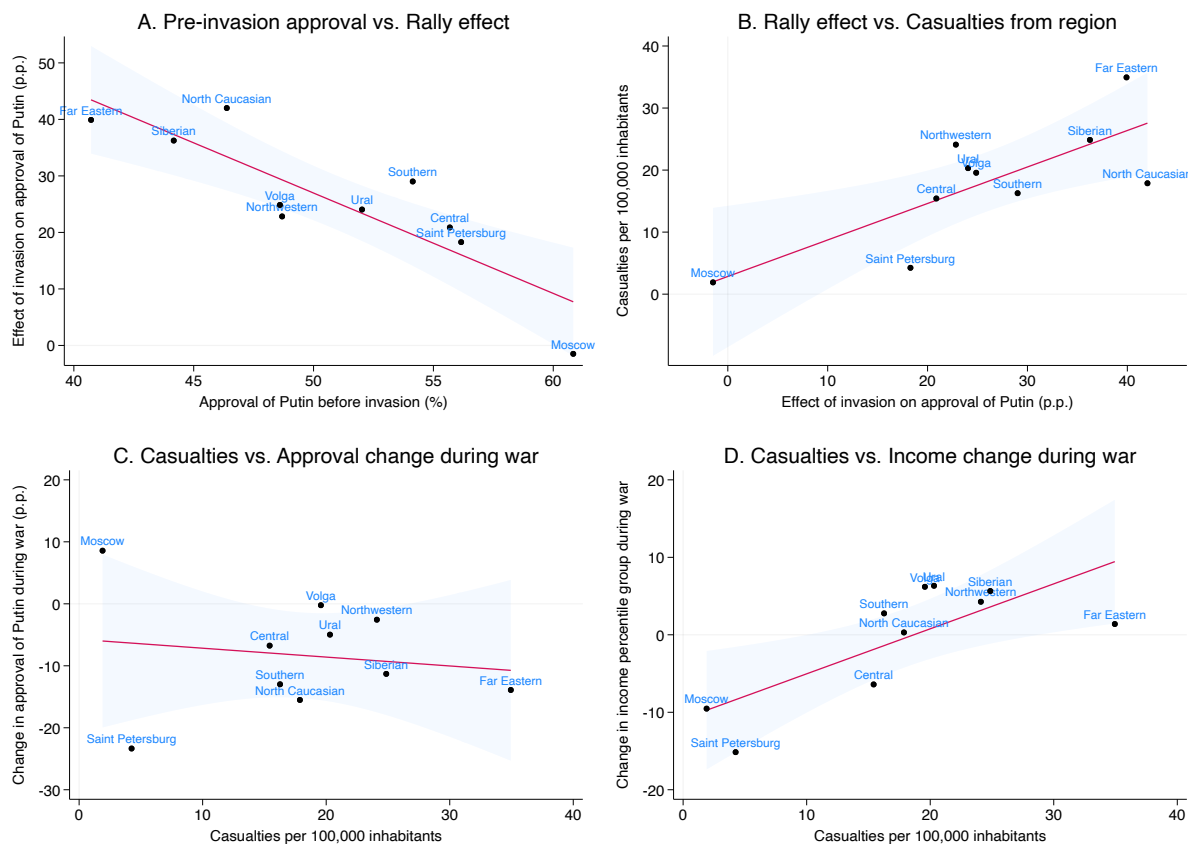 A. Pre-invasion approval vs. Rally effect
Effect of invasion on approval of Putin (p.p.)
50
40
30
20
10
0
Far Eastern
North Caucasian
Siberian
Southern
Volga
Northwestern
Ural
Central
Saint Petersburg
Moscow
40 45 50 55 60
Approval of Putin before invasion (%)
B. Rally effect vs. Casualties from region
Casualties per 100,000 inhabitants
40
30
20
10
0
Far Eastern
Northwestern
Siberian
Ural
Volga
North Caucasian
Central
Southern
Saint Petersburg
Moscow
0 10 20 30 40
Effect of invasion on approval of Putin (p.p.)
C. Casualties vs. Approval change during war
Change in approval of Putin during war (p.p.)
20
10
0
-10
-20
-30
Moscow
Volga
Northwestern
Ural
Central
Siberian
Southern
North Caucasian
Far Eastern
Saint Petersburg
0 10 20 30 40
Casualties per 100,000 inhabitants
D. Casualties vs. Income change during war
Change in income percentile group during war
20
10
0
-10
-20
Volga
Ural
Siberian
Northwestern
Southern
North Caucasian
Far Eastern
Central
Moscow
Saint Petersburg
0 10 20 30 40
Casualties per 100,000 inhabitants